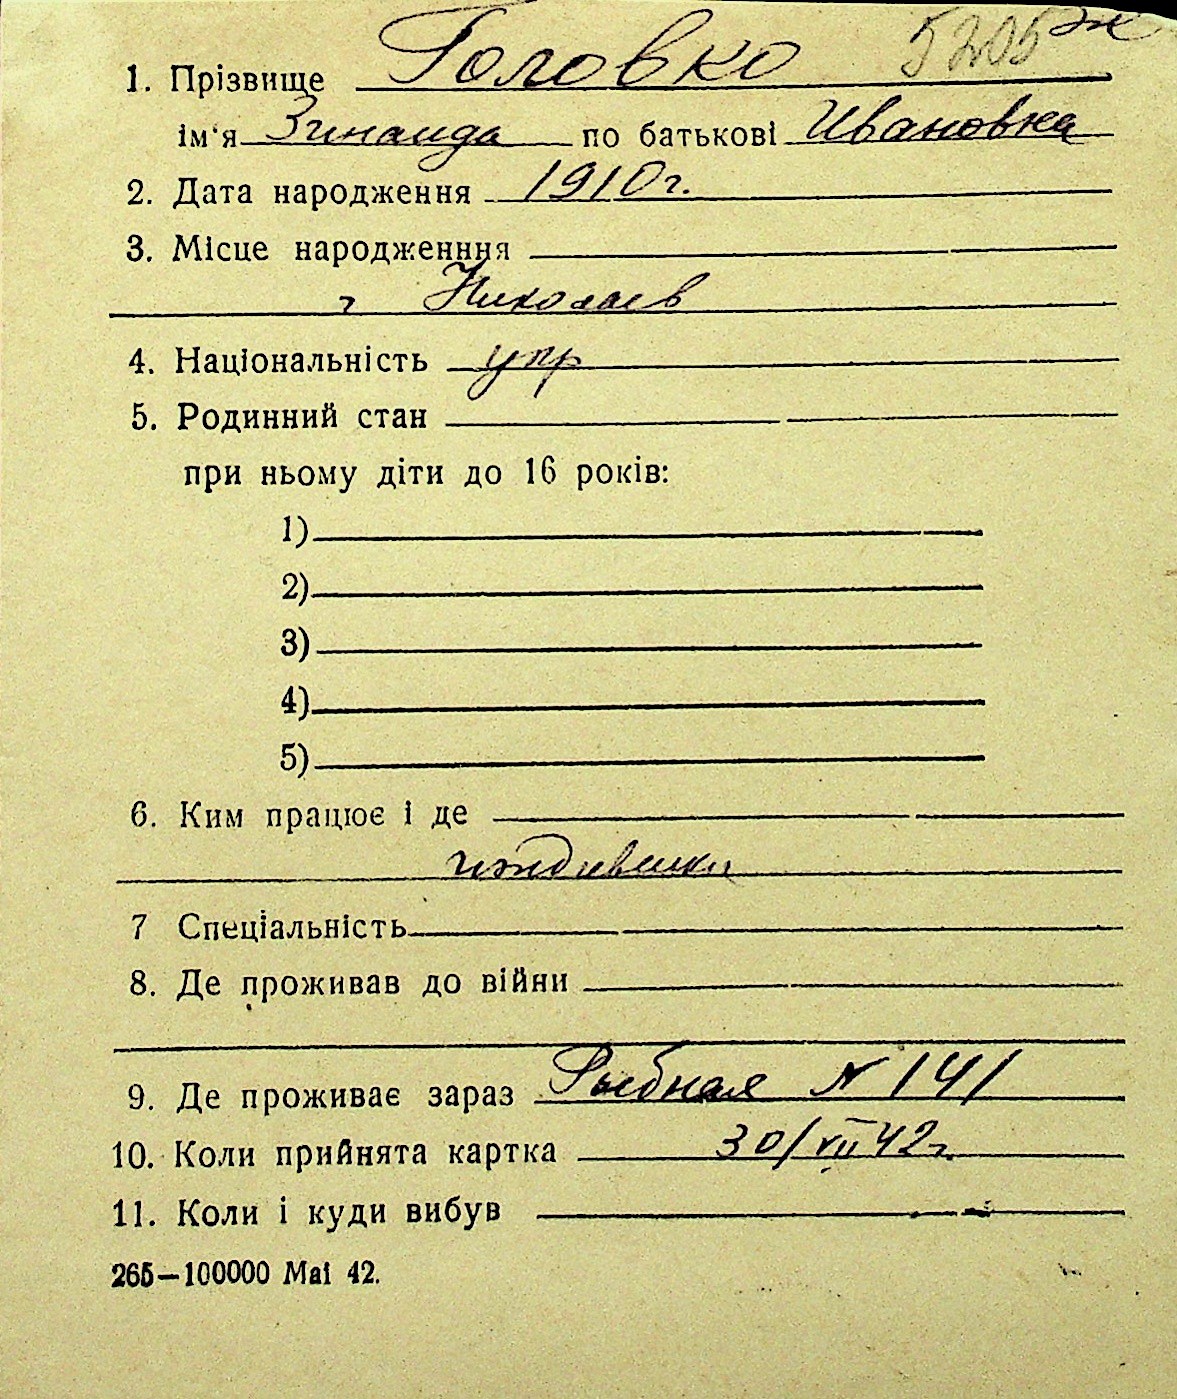 5205 ж
1. Прізвище Головко
ім'я Зинаида по батькові Ивановна
2. Дата народження 1910 г.
3. Місце народженння
г Николаев
4. Національність укр
5. Родинний стан
при ньому діти до 16 років:
1)
2)
3)
4)
5)
6. Ким працює і де
иждивенка
7 Спеціальність
8. Де проживав до війни
9. Де проживає зараз Рыбная N 141
10. Коли прийнята картка 30/VII 42 г.
11. Коли і куди вибув
265—100000 Маі 42.